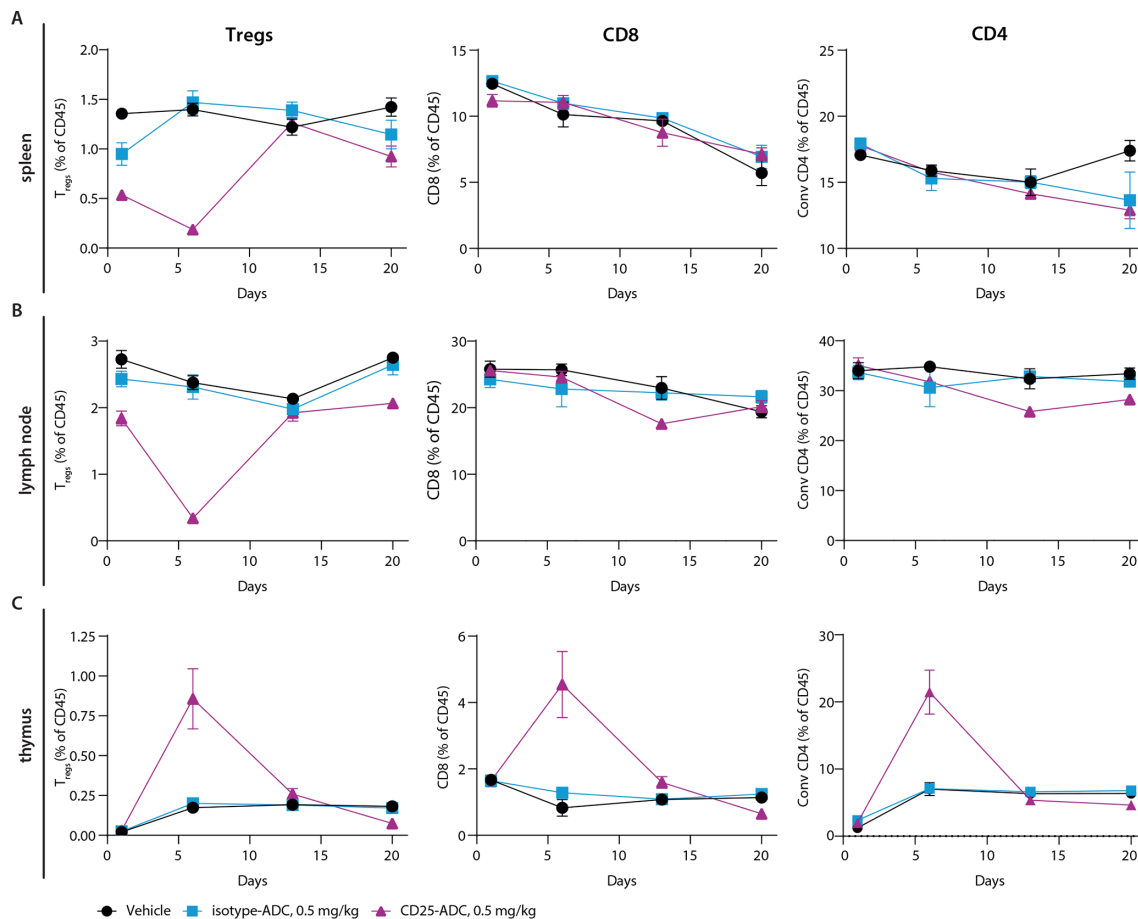 A
Tregs
CD8
CD4
spleen
Tregs (% of CD45)
2.0
1.5
1.0
0.5
0.0
0 5 10 15 20
Days
CD8 (% of CD45)
15
10
5
0
0 5 10 15 20
Days
Conv CD4 (% of CD45)
25
20
15
10
0 5 10 15 20
Days
B
lymph node
Tregs (% of CD45)
3
2
1
0
0 5 10 15 20
Days
CD8 (% of CD45)
30
20
10
0
0 5 10 15 20
Days
Conv CD4 (% of CD45)
40
30
20
10
0
0 5 10 15 20
Days
C
thymus
Tregs (% of CD45)
1.25
1.00
0.75
0.50
0.25
0.00
0 5 10 15 20
Days
CD8 (% of CD45)
6
4
2
0
0 5 10 15 20
Days
Conv CD4 (% of CD45)
30
20
10
0
0 5 10 15 20
Days
Vehicle isotype-ADC, 0.5 mg/kg CD25-ADC, 0.5 mg/kg